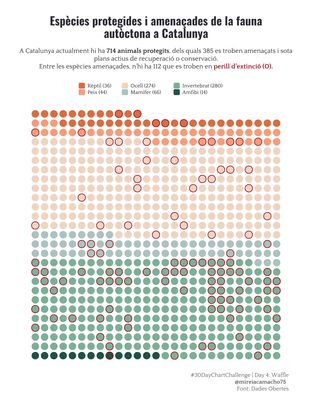 Espècies protegides i amenaçades de la fauna
autòctona a Catalunya
A Catalunya actualment hi ha 714 animals protegits, dels quals 385 es troben amenaçats i sota
plans actius de recuperació o conservació.
Entre les espècies amenaçades, n'hi ha 112 que es troben en perill d'extinció (O).
Rèptil (36) Ocell (274) Invertebrat (280)
Peix (44) Mamífer (66) Amfibi (14)
#30DayChartChallenge | Day 4: Waffle
@mireiacamacho75
Font: Dades Obertes